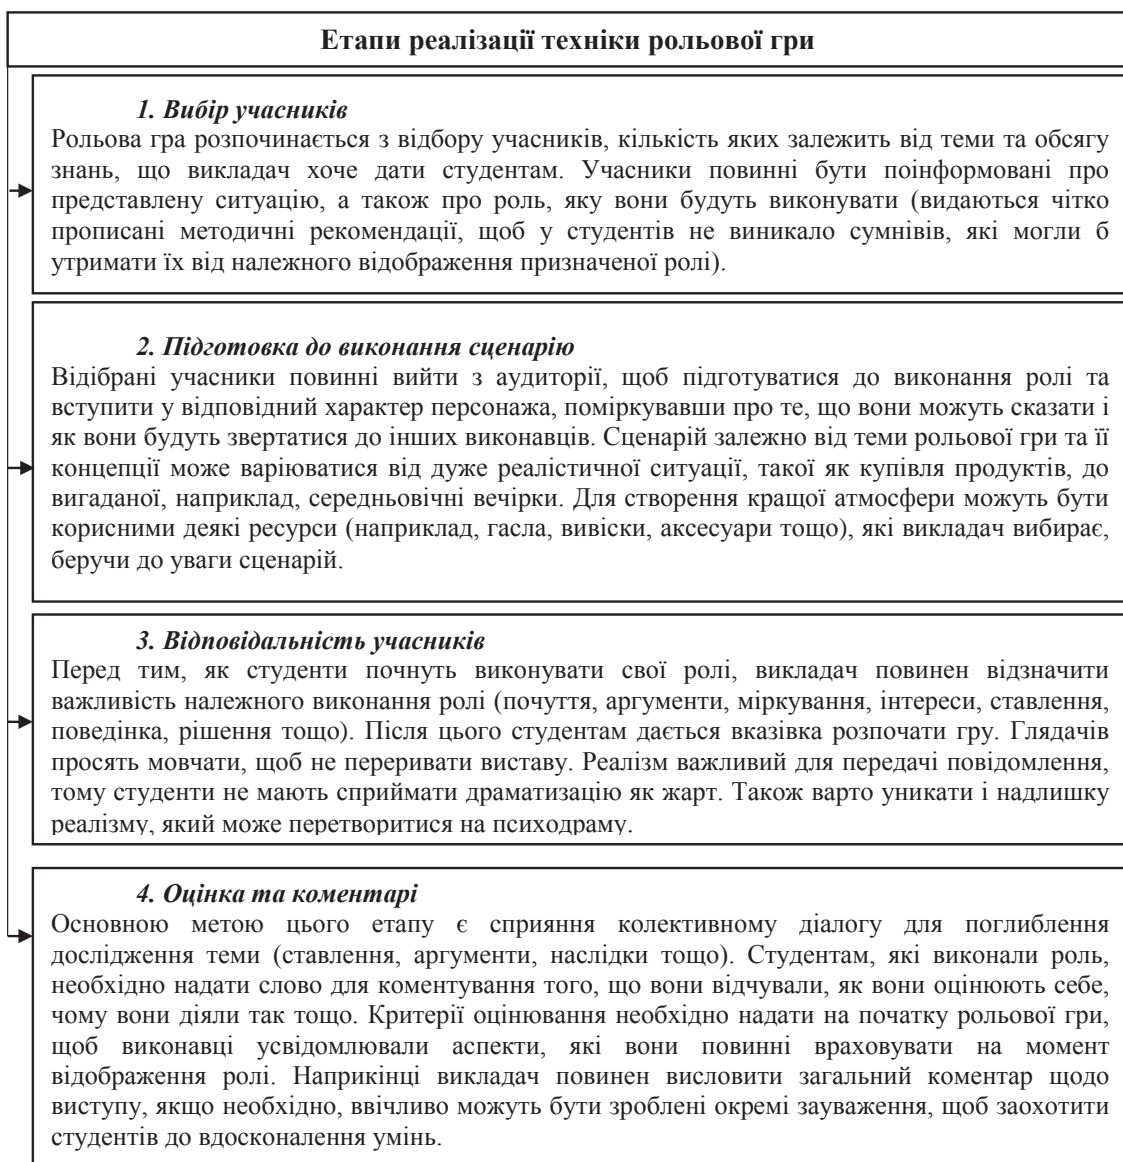 Етапи реалізації техніки рольової гри
1. Вибір учасників
Рольова гра розпочинається з відбору учасників, кількість яких залежить від теми та обсягу
знань, що викладач хоче дати студентам. Учасники повинні бути поінформовані про
представлену ситуацію, а також про роль, яку вони будуть виконувати (видаються чітко
прописані методичні рекомендації, щоб у студентів не виникало сумнівів, які могли б
утримати їх від належного відображення призначеної ролі).
2. Підготовка до виконання сценарію
Відібрані учасники повинні вийти з аудиторії, щоб підготуватися до виконання ролі та
вступити у відповідний характер персонажа, поміркувавши про те, що вони можуть сказати і
як вони будуть звертатися до інших виконавців. Сценарій залежно від теми рольової гри та її
концепції може варіюватися від дуже реалістичної ситуації, такої як купівля продуктів, до
вигаданої, наприклад, середньовічні вечірки. Для створення кращої атмосфери можуть бути
корисними деякі ресурси (наприклад, гасла, вивіски, аксесуари тощо), які викладач вибирає,
беручи до уваги сценарій.
3. Відповідальність учасників
Перед тим, як студенти почнуть виконувати свої ролі, викладач повинен відзначити
важливість належного виконання ролі (почуття, аргументи, міркування, інтереси, ставлення,
поведінка, рішення тощо). Після цього студентам дається вказівка розпочати гру. Глядачів
просять мовчати, щоб не переривати виставу. Реалізм важливий для передачі повідомлення,
тому студенти не мають сприймати драматизацію як жарт. Також варто уникати і надлишку
реалізму, який може перетворитися на психодраму.
4. Оцінка та коментарі
Основною метою цього етапу є сприяння колективному діалогу для поглиблення
дослідження теми (ставлення, аргументи, наслідки тощо). Студентам, які виконали роль,
необхідно надати слово для коментування того, що вони відчували, як вони оцінюють себе,
чому вони діяли так тощо. Критерії оцінювання необхідно надати на початку рольової гри,
щоб виконавці усвідомлювали аспекти, які вони повинні враховувати на момент
відображення ролі. Наприкінці викладач повинен висловити загальний коментар щодо
виступу, якщо необхідно, ввічливо можуть бути зроблені окремі зауваження, щоб заохотити
студентів до вдосконалення умінь.